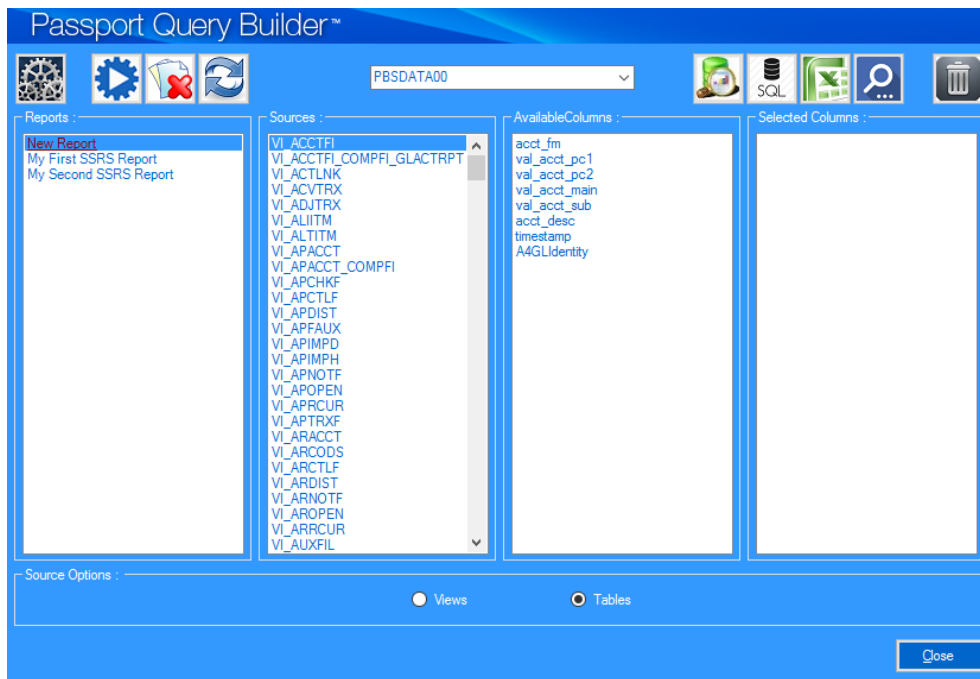 Passport Query Builder™
PBSDATA00
SQL
Reports :
New Report
My First SSRS Report
My Second SSRS Report
Sources :
VI_ACCTFI
VI_ACCTFI_COMPFI_GLACTRPT
VI_ACTLNK
VI_ACVTRX
VI_ADJTRX
VI_ALIITM
VI_ALTITM
VI_APACCT
VI_APACCT_COMPFI
VI_APCHKF
VI_APCTLF
VI_APDIST
VI_APFAUX
VI_APIMPD
VI_APIMPH
VI_APNOTF
VI_APOPEN
VI_APRCUR
VI_APTRXF
VI_ARACCT
VI_ARCODS
VI_ARCTLF
VI_ARDIST
VI_ARNOTF
VI_AROPEN
VI_ARRCUR
VI_AUXFIL
AvailableColumns :
acct_fm
val_acct_pc1
val_acct_pc2
val_acct_main
val_acct_sub
acct_desc
timestamp
A4GLIdentity
Selected Columns :
Source Options :
Views
Tables
Close